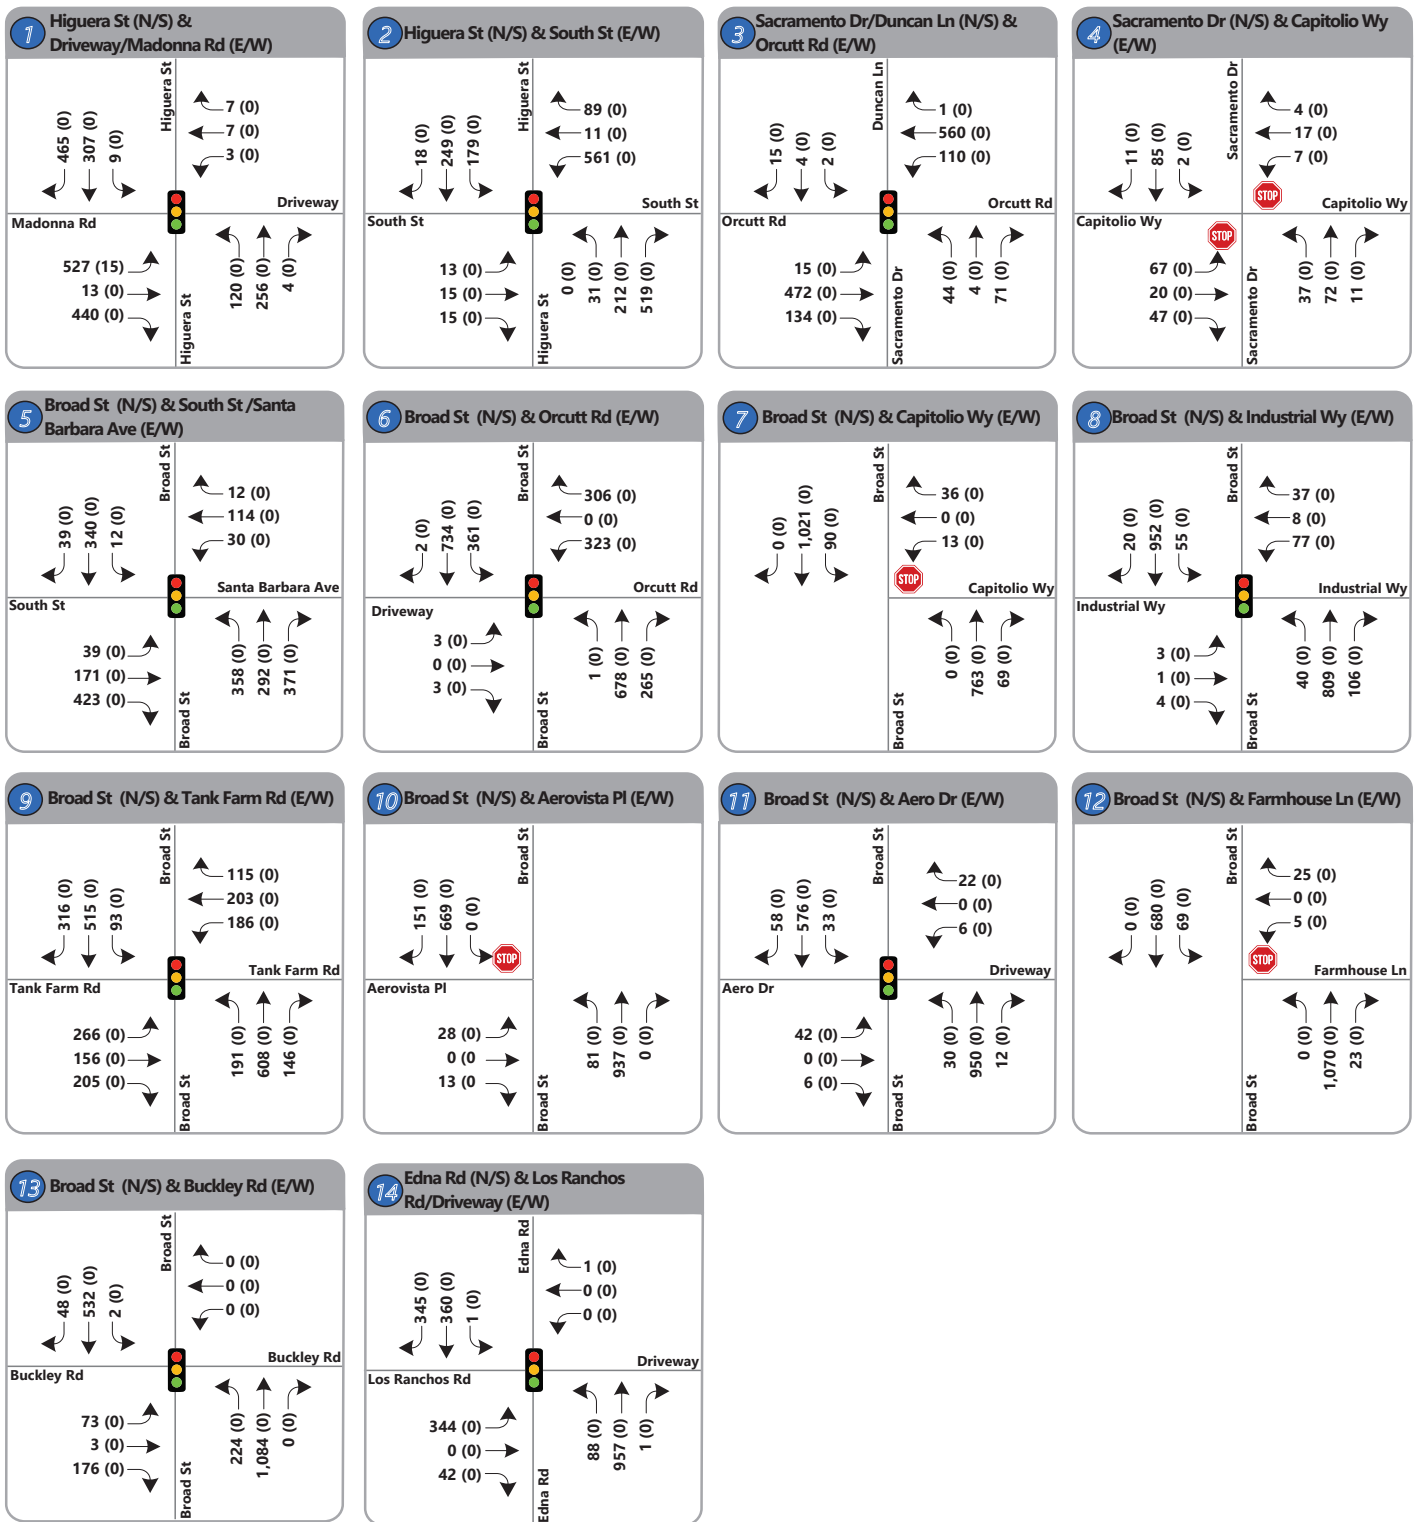 1 Higuera St (N/S) &
Driveway/Madonna Rd (E/W)
Higuera St
465 (0)
307 (0)
9 (0)
7 (0)
7 (0)
3 (0)
Driveway
Madonna Rd
527 (15)
13 (0)
440 (0)
120 (0)
256 (0)
4 (0)
Higuera St
2 Higuera St (N/S) & South St (E/W)
Higuera St
18 (0)
249 (0)
179 (0)
89 (0)
11 (0)
561 (0)
South St
South St
13 (0)
15 (0)
15 (0)
0 (0)
31 (0)
212 (0)
519 (0)
Higuera St
3 Sacramento Dr/Duncan Ln (N/S) &
Orcutt Rd (E/W)
Duncan Ln
15 (0)
4 (0)
2 (0)
1 (0)
560 (0)
110 (0)
Orcutt Rd
Orcutt Rd
15 (0)
472 (0)
134 (0)
44 (0)
4 (0)
71 (0)
Sacramento Dr
4 Sacramento Dr (N/S) & Capitolio Wy
(E/W)
Sacramento Dr
11 (0)
85 (0)
2 (0)
4 (0)
17 (0)
7 (0)
STOP
Capitolio Wy
Capitolio Wy
STOP
67 (0)
20 (0)
47 (0)
37 (0)
72 (0)
11 (0)
Sacramento Dr
5 Broad St (N/S) & South St /Santa
Barbara Ave (E/W)
Broad St
39 (0)
340 (0)
12 (0)
12 (0)
114 (0)
30 (0)
Santa Barbara Ave
South St
39 (0)
171 (0)
423 (0)
358 (0)
292 (0)
371 (0)
Broad St
6 Broad St (N/S) & Orcutt Rd (E/W)
Broad St
2 (0)
734 (0)
361 (0)
306 (0)
0 (0)
323 (0)
Orcutt Rd
Driveway
3 (0)
0 (0)
3 (0)
1 (0)
678 (0)
265 (0)
Broad St
7 Broad St (N/S) & Capitolio Wy (E/W)
Broad St
0 (0)
1,021 (0)
90 (0)
36 (0)
0 (0)
13 (0)
STOP
Capitolio Wy
0 (0)
763 (0)
69 (0)
Broad St
8 Broad St (N/S) & Industrial Wy (E/W)
Broad St
20 (0)
952 (0)
55 (0)
37 (0)
8 (0)
77 (0)
Industrial Wy
Industrial Wy
3 (0)
1 (0)
4 (0)
40 (0)
809 (0)
106 (0)
Broad St
9 Broad St (N/S) & Tank Farm Rd (E/W)
Broad St
316 (0)
515 (0)
93 (0)
115 (0)
203 (0)
186 (0)
Tank Farm Rd
Tank Farm Rd
266 (0)
156 (0)
205 (0)
191 (0)
608 (0)
146 (0)
Broad St
10 Broad St (N/S) & Aerovista Pl (E/W)
Broad St
151 (0)
669 (0)
0 (0)
STOP
Aerovista Pl
28 (0)
0 (0
13 (0
81 (0)
937 (0)
0 (0)
11 Broad St (N/S) & Aero Dr (E/W)
Broad St
58 (0)
576 (0)
33 (0)
22 (0)
0 (0)
6 (0)
Driveway
Aero Dr
42 (0)
0 (0)
6 (0)
30 (0)
950 (0)
12 (0)
Broad St
12 Broad St (N/S) & Farmhouse Ln (E/W)
Broad St
0 (0)
680 (0)
69 (0)
25 (0)
0 (0)
5 (0)
STOP
Farmhouse Ln
0 (0)
1,070 (0)
23 (0)
Broad St
13 Broad St (N/S) & Buckley Rd (E/W)
Broad St
48 (0)
532 (0)
2 (0)
0 (0)
0 (0)
0 (0)
Buckley Rd
Buckley Rd
73 (0)
3 (0)
176 (0)
224 (0)
1,084 (0)
0 (0)
Broad St
14 Edna Rd (N/S) & Los Ranchos
Rd/Driveway (E/W)
Edna Rd
345 (0)
360 (0)
1 (0)
1 (0)
0 (0)
0 (0)
Driveway
Los Ranchos Rd
344 (0)
0 (0)
42 (0)
88 (0)
957 (0)
1 (0)
Edna Rd